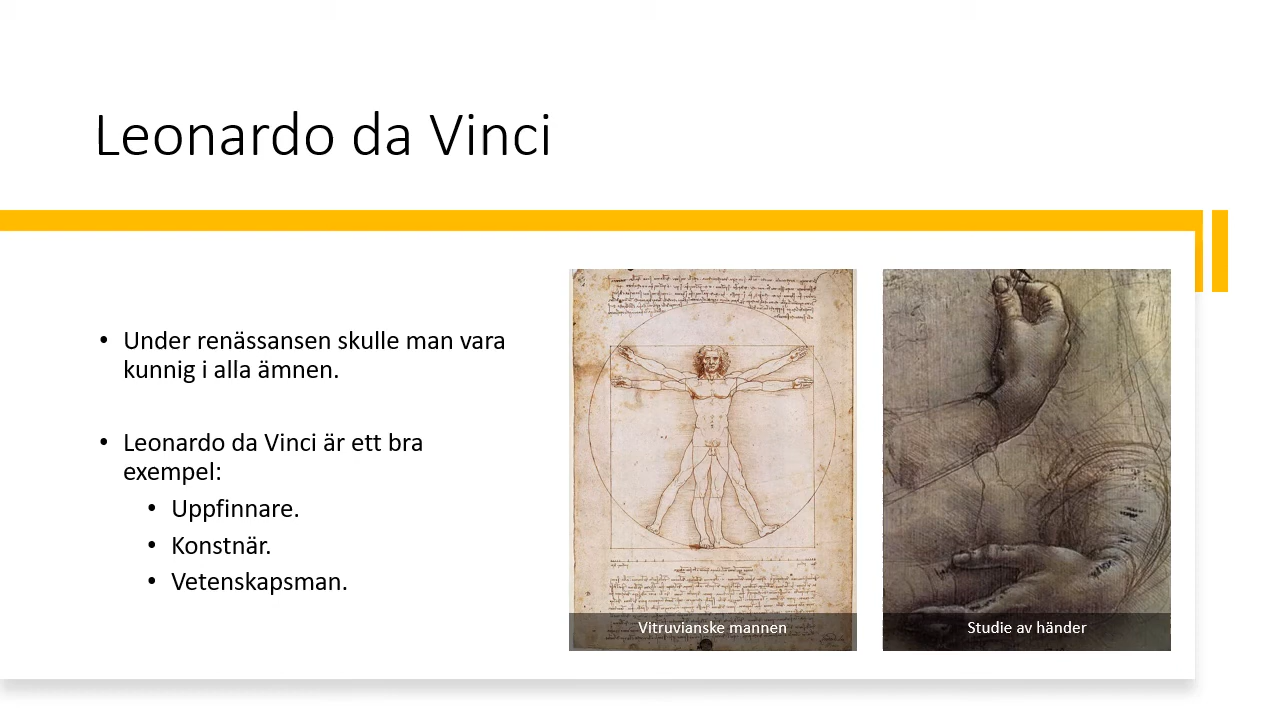 Leonardo da Vinci
• Under renässansen skulle man vara
kunnig i alla ämnen.
• Leonardo da Vinci är ett bra
exempel:
• Uppfinnare.
• Konstnär.
• Vetenskapsman.
Vitruvianske mannen
Studie av händer